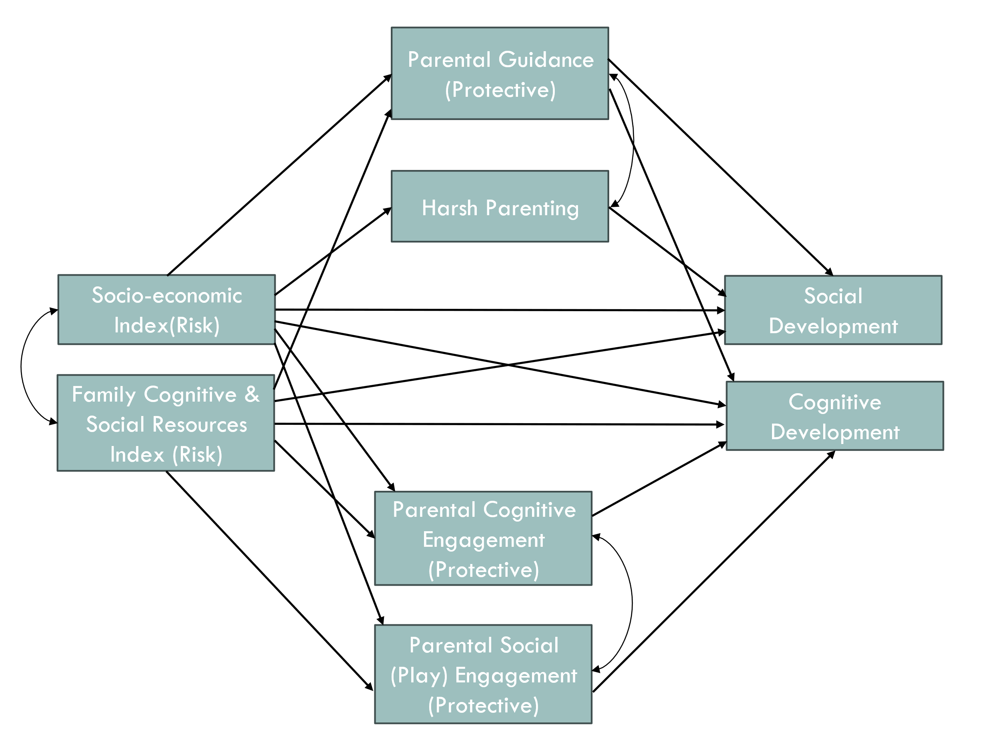 Parental Guidance
(Protective)
Harsh Parenting
Socio-economic
Index(Risk)
Social
Development
Family Cognitive &
Social Resources
Index (Risk)
Cognitive
Development
Parental Cognitive
Engagement
(Protective)
Parental Social
(Play) Engagement
(Protective)